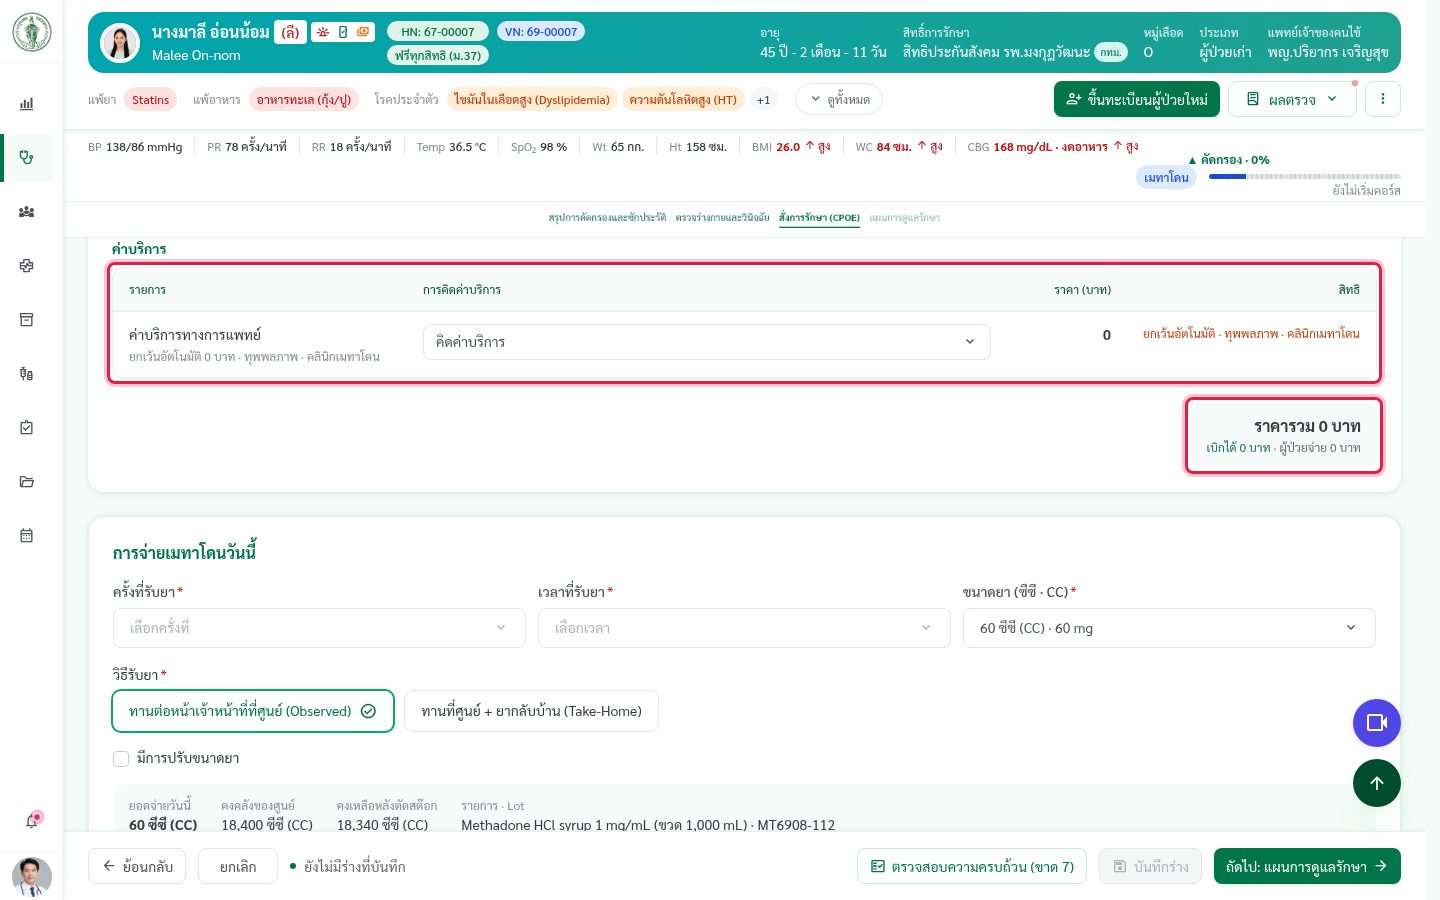 นางมาลี อ่อนน้อม (ลี)
Malee On-nom
HN: 67-00007
VN: 69-00007
ฟรีทุกสิทธิ (ม.37)
อายุ
45 ปี - 2 เดือน - 11 วัน
สิทธิ์การรักษา
สิทธิประกันสังคม รพ.มงกุฎวัฒนะ กทม.
หมู่เลือด
O
ประเภท
ผู้ป่วยเก่า
แพทย์เจ้าของคนไข้
พญ.ปริยากร เจริญสุข
แพ้ยา Statins แพ้อาหาร อาหารทะเล (กุ้ง/ปู) โรคประจำตัว ไขมันในเลือดสูง (Dyslipidemia) ความดันโลหิตสูง (HT) +1 ดูทั้งหมด
ขึ้นทะเบียนผู้ป่วยใหม่ ผลตรวจ
BP 138/86 mmHg PR 78 ครั้ง/นาที RR 18 ครั้ง/นาที Temp 36.5 °C SpO₂ 98 % Wt 65 กก. Ht 158 ซม. BMI 26.0 ↑ สูง WC 84 ซม. ↑ สูง CBG 168 mg/dL · งดอาหาร ↑ สูง
▲ คัดกรอง · 0%
เมทาโดน
ยังไม่เริ่มคอร์ส
สรุปการคัดกรองและซักประวัติ ตรวจร่างกายและวินิจฉัย สั่งการรักษา (CPOE) แผนการดูแลรักษา
ค่าบริการ
รายการ การคิดค่าบริการ ราคา (บาท) สิทธิ
ค่าบริการทางการแพทย์ คิดค่าบริการ 0 ยกเว้นอัตโนมัติ · ทุพพลภาพ · คลินิกเมทาโดน
ยกเว้นอัตโนมัติ 0 บาท · ทุพพลภาพ · คลินิกเมทาโดน
ราคารวม 0 บาท
เบิกได้ 0 บาท · ผู้ป่วยจ่าย 0 บาท
การจ่ายเมทาโดนวันนี้
ครั้งที่รับยา * เวลาที่รับยา * ขนาดยา (ซีซี · CC) *
เลือกครั้งที่ เลือกเวลา 60 ซีซี (CC) · 60 mg
วิธีรับยา *
ทานต่อหน้าเจ้าหน้าที่ที่ศูนย์ (Observed) ทานที่ศูนย์ + ยากลับบ้าน (Take-Home)
มีการปรับขนาดยา
ยอดจ่ายวันนี้ คงคลังของศูนย์ คงเหลือหลังตัดสต๊อก รายการ · Lot
60 ซีซี (CC) 18,400 ซีซี (CC) 18,340 ซีซี (CC) Methadone HCl syrup 1 mg/mL (ขวด 1,000 mL) · MT6908-112
ย้อนกลับ ยกเลิก ยังไม่มีร่างที่บันทึก ตรวจสอบความครบถ้วน (ขาด 7) บันทึกร่าง ถัดไป: แผนการดูแลรักษา